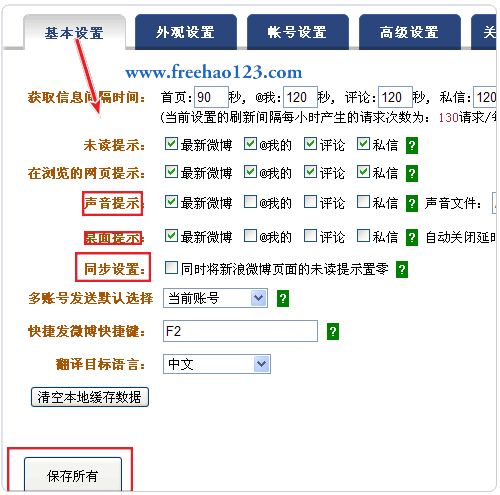 基本设置 外观设置 帐号设置 高级设置 关
www.freehao123.com
获取信息间隔时间： 首页:90秒, @我:120秒, 评论:120秒, 私信:120
(当前设置的刷新间隔每小时产生的请求次数为：130请求/每
未读提示： 最新微博 @我的 评论 私信 ?
在浏览的网页提示： 最新微博 @我的 评论 私信 ?
声音提示： 最新微博 @我的 评论 私信 ? 声音文件：
桌面提示： 最新微博 @我的 评论 私信 ? 自动关闭延时
同步设置： 同时将新浪微博页面的未读提示置零 ?
多账号发送默认选择 当前账号 ?
快捷发微博快捷键： F2 ?
翻译目标语言： 中文
清空本地缓存数据
保存所有